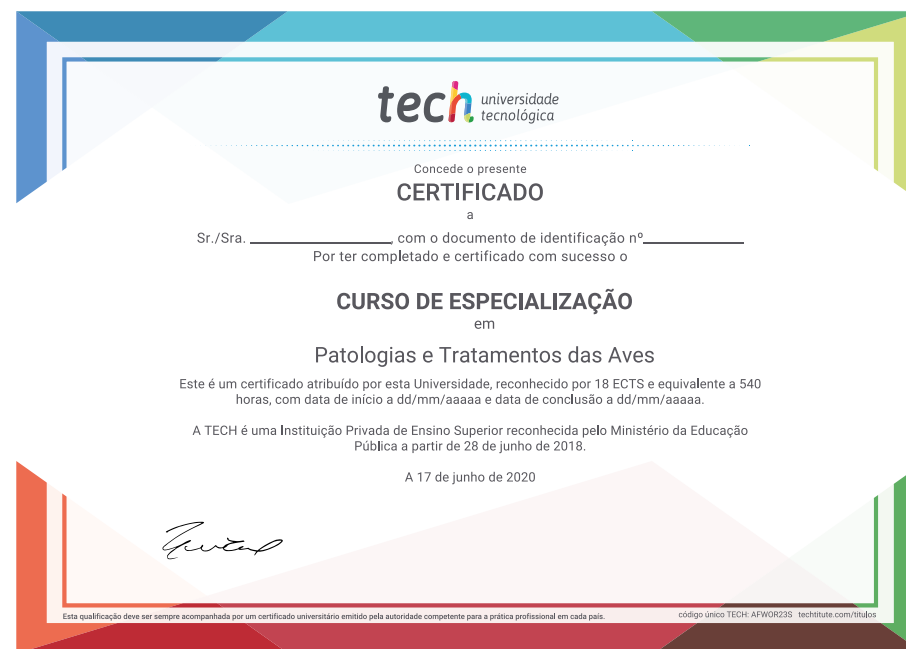 tech universidade
tecnológica
Concede o presente
CERTIFICADO
a
Sr./Sra. , com o documento de identificação nº
Por ter completado e certificado com sucesso o
CURSO DE ESPECIALIZAÇÃO
em
Patologias e Tratamentos das Aves
Este é um certificado atribuído por esta Universidade, reconhecido por 18 ECTS e equivalente a 540
horas, com data de início a dd/mm/aaaaa e data de conclusão a dd/mm/aaaaa.
A TECH é uma Instituição Privada de Ensino Superior reconhecida pelo Ministério da Educação
Pública a partir de 28 de junho de 2018.
A 17 de junho de 2020
Esta qualificação deve ser sempre acompanhada por um certificado universitário emitido pela autoridade competente para a prática profissional em cada país.
código único TECH: AFWOR23S techtitute.com/titulos